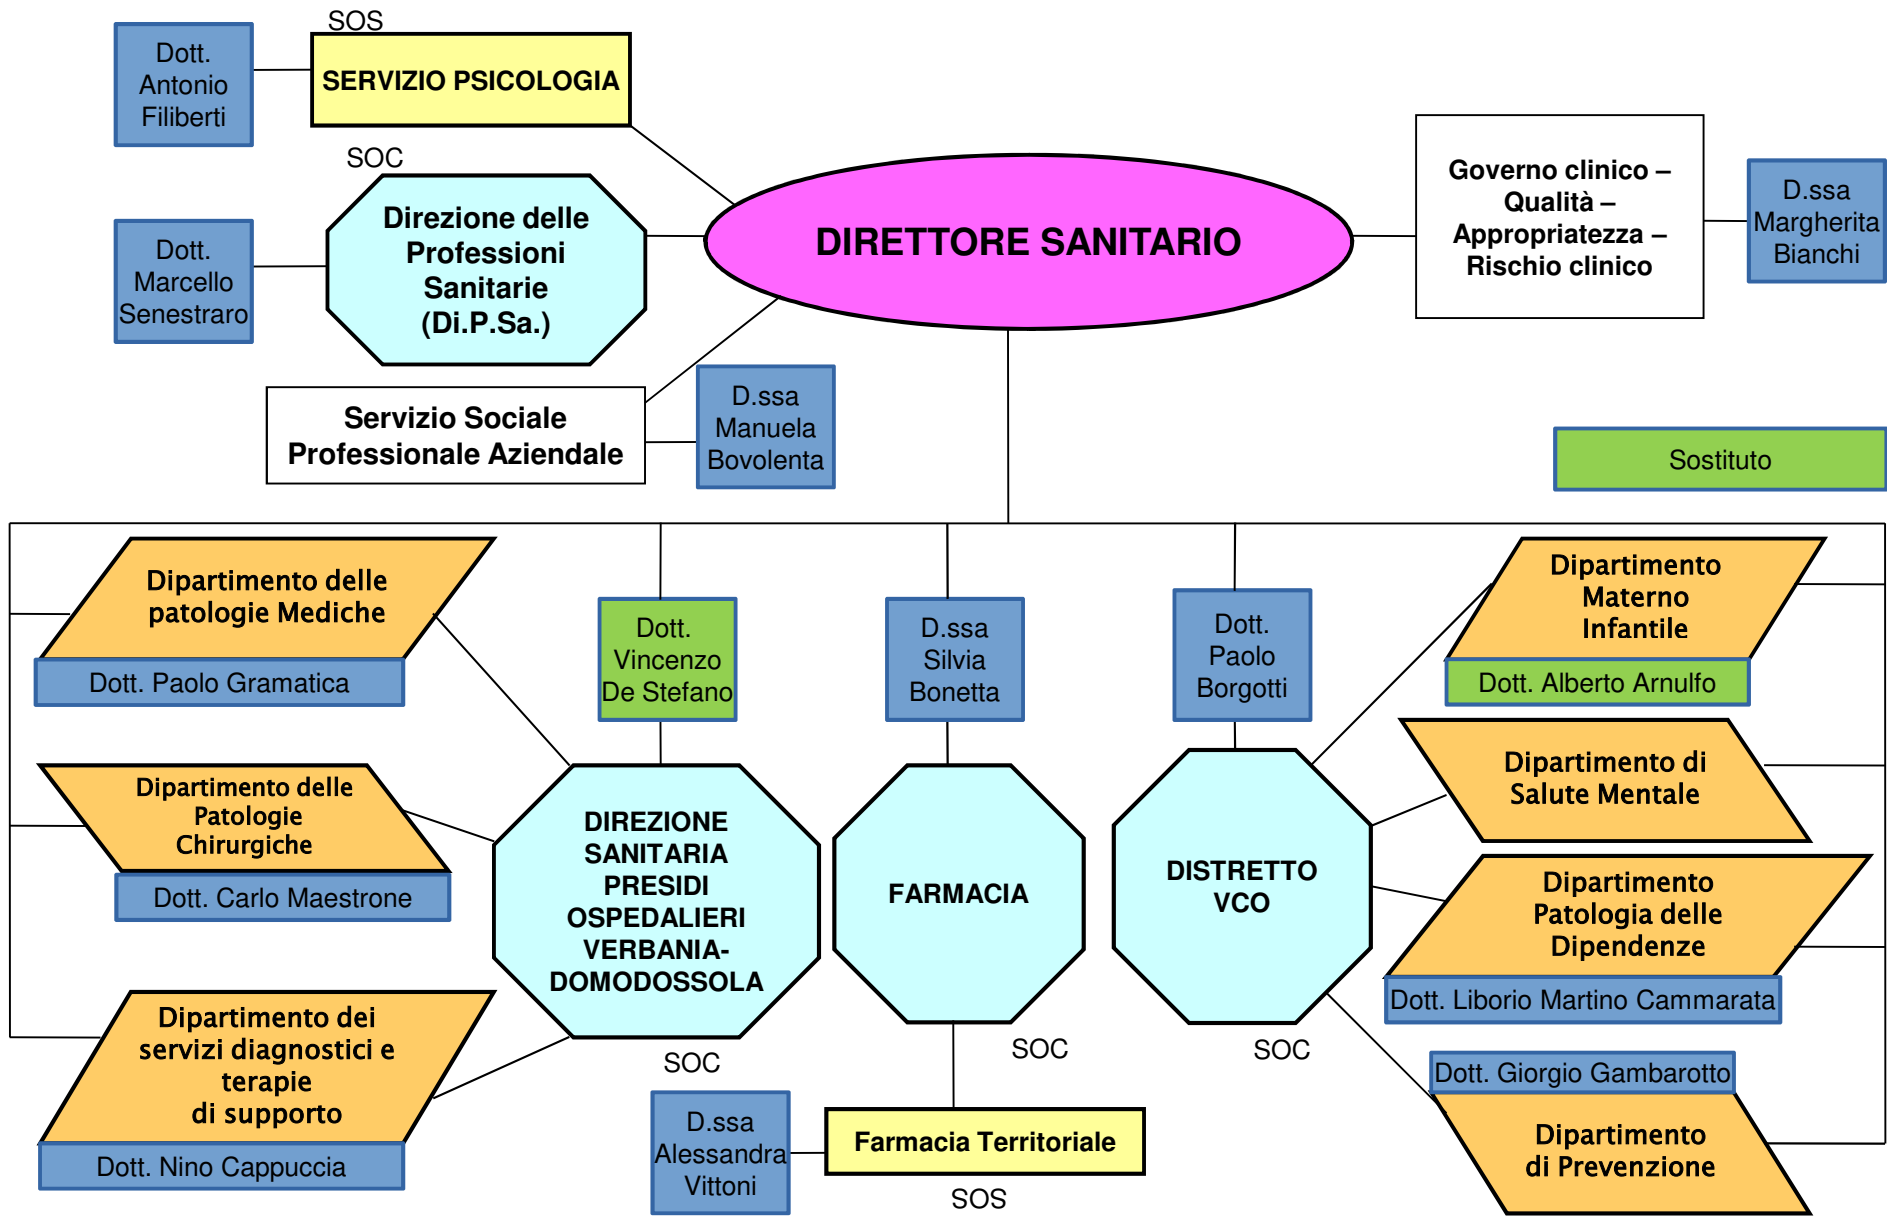 SOS
Dott.
Antonio
Filiberti
SERVIZIO PSICOLOGIA
SOC
Dott.
Marcello
Senestraro
Direzione delle
Professioni
Sanitarie
(Di.P.Sa.)
DIRETTORE SANITARIO
Governo clinico –
Qualità –
Appropriatezza –
Rischio clinico
D.ssa
Margherita
Bianchi
Servizio Sociale
Professionale Aziendale
D.ssa
Manuela
Bovolenta
Sostituto
Dipartimento delle
patologie Mediche
Dott. Paolo Gramatica
Dott.
Vincenzo
De Stefano
D.ssa
Silvia
Bonetta
Dott.
Paolo
Borgotti
Dipartimento
Materno
Infantile
Dott. Alberto Arnulfo
Dipartimento delle
Patologie
Chirurgiche
Dott. Carlo Maestrone
DIREZIONE
SANITARIA
PRESIDI
OSPEDALIERI
VERBANIA-
DOMODOSSOLA
SOC
FARMACIA
SOC
DISTRETTO
VCO
SOC
Dipartimento di
Salute Mentale
Dipartimento
Patologia delle
Dipendenze
Dott. Liborio Martino Cammarata
Dipartimento dei
servizi diagnostici e
terapie
di supporto
Dott. Nino Cappuccia
D.ssa
Alessandra
Vittoni
Farmacia Territoriale
SOS
Dott. Giorgio Gambarotto
Dipartimento
di Prevenzione